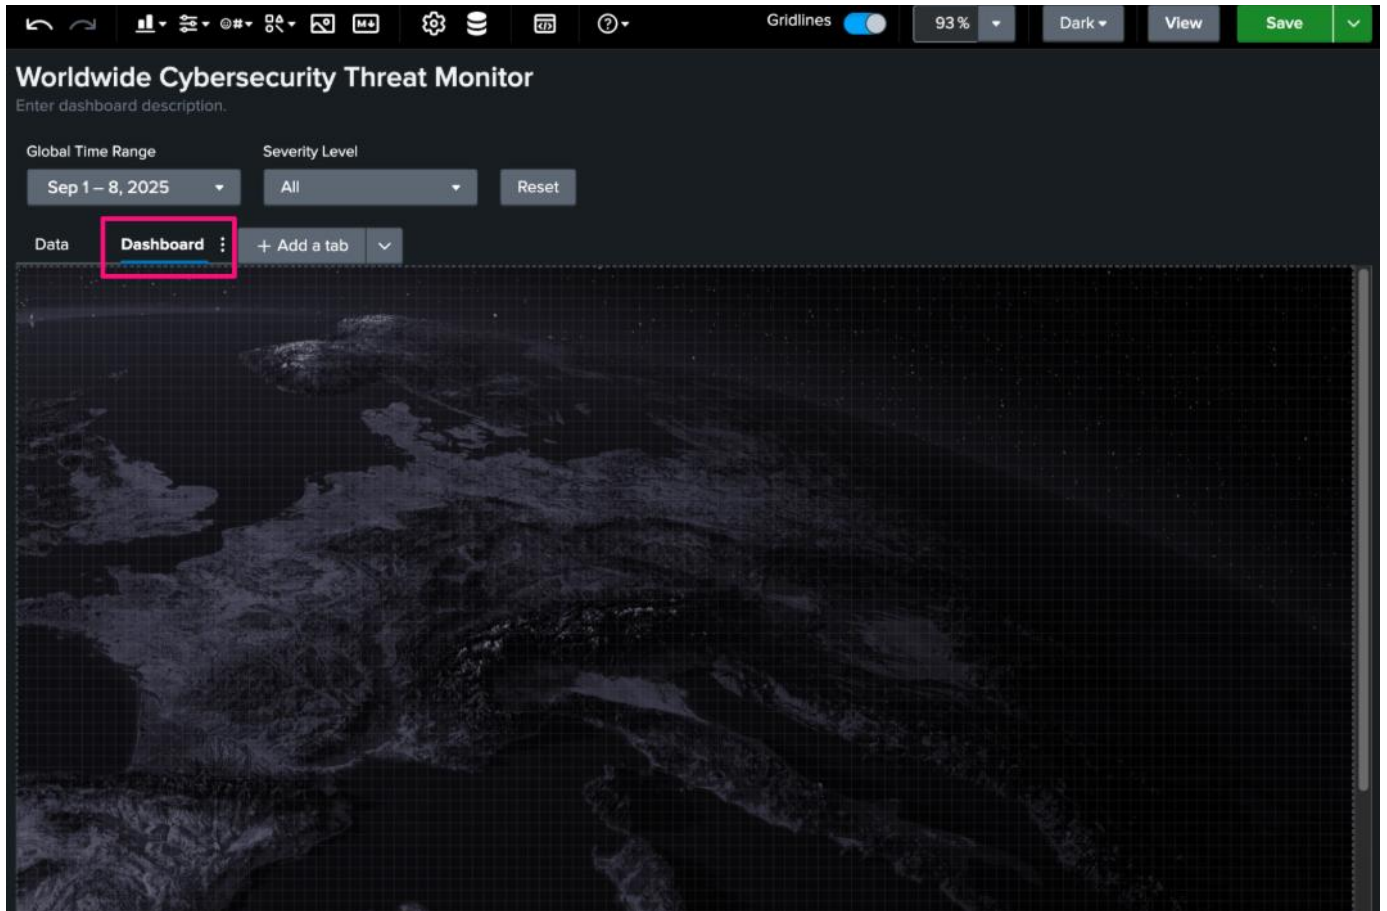 Gridlines 93% Dark View Save
Worldwide Cybersecurity Threat Monitor
Enter dashboard description.
Global Time Range Severity Level
Sep 1 – 8, 2025 All Reset
Data Dashboard + Add a tab